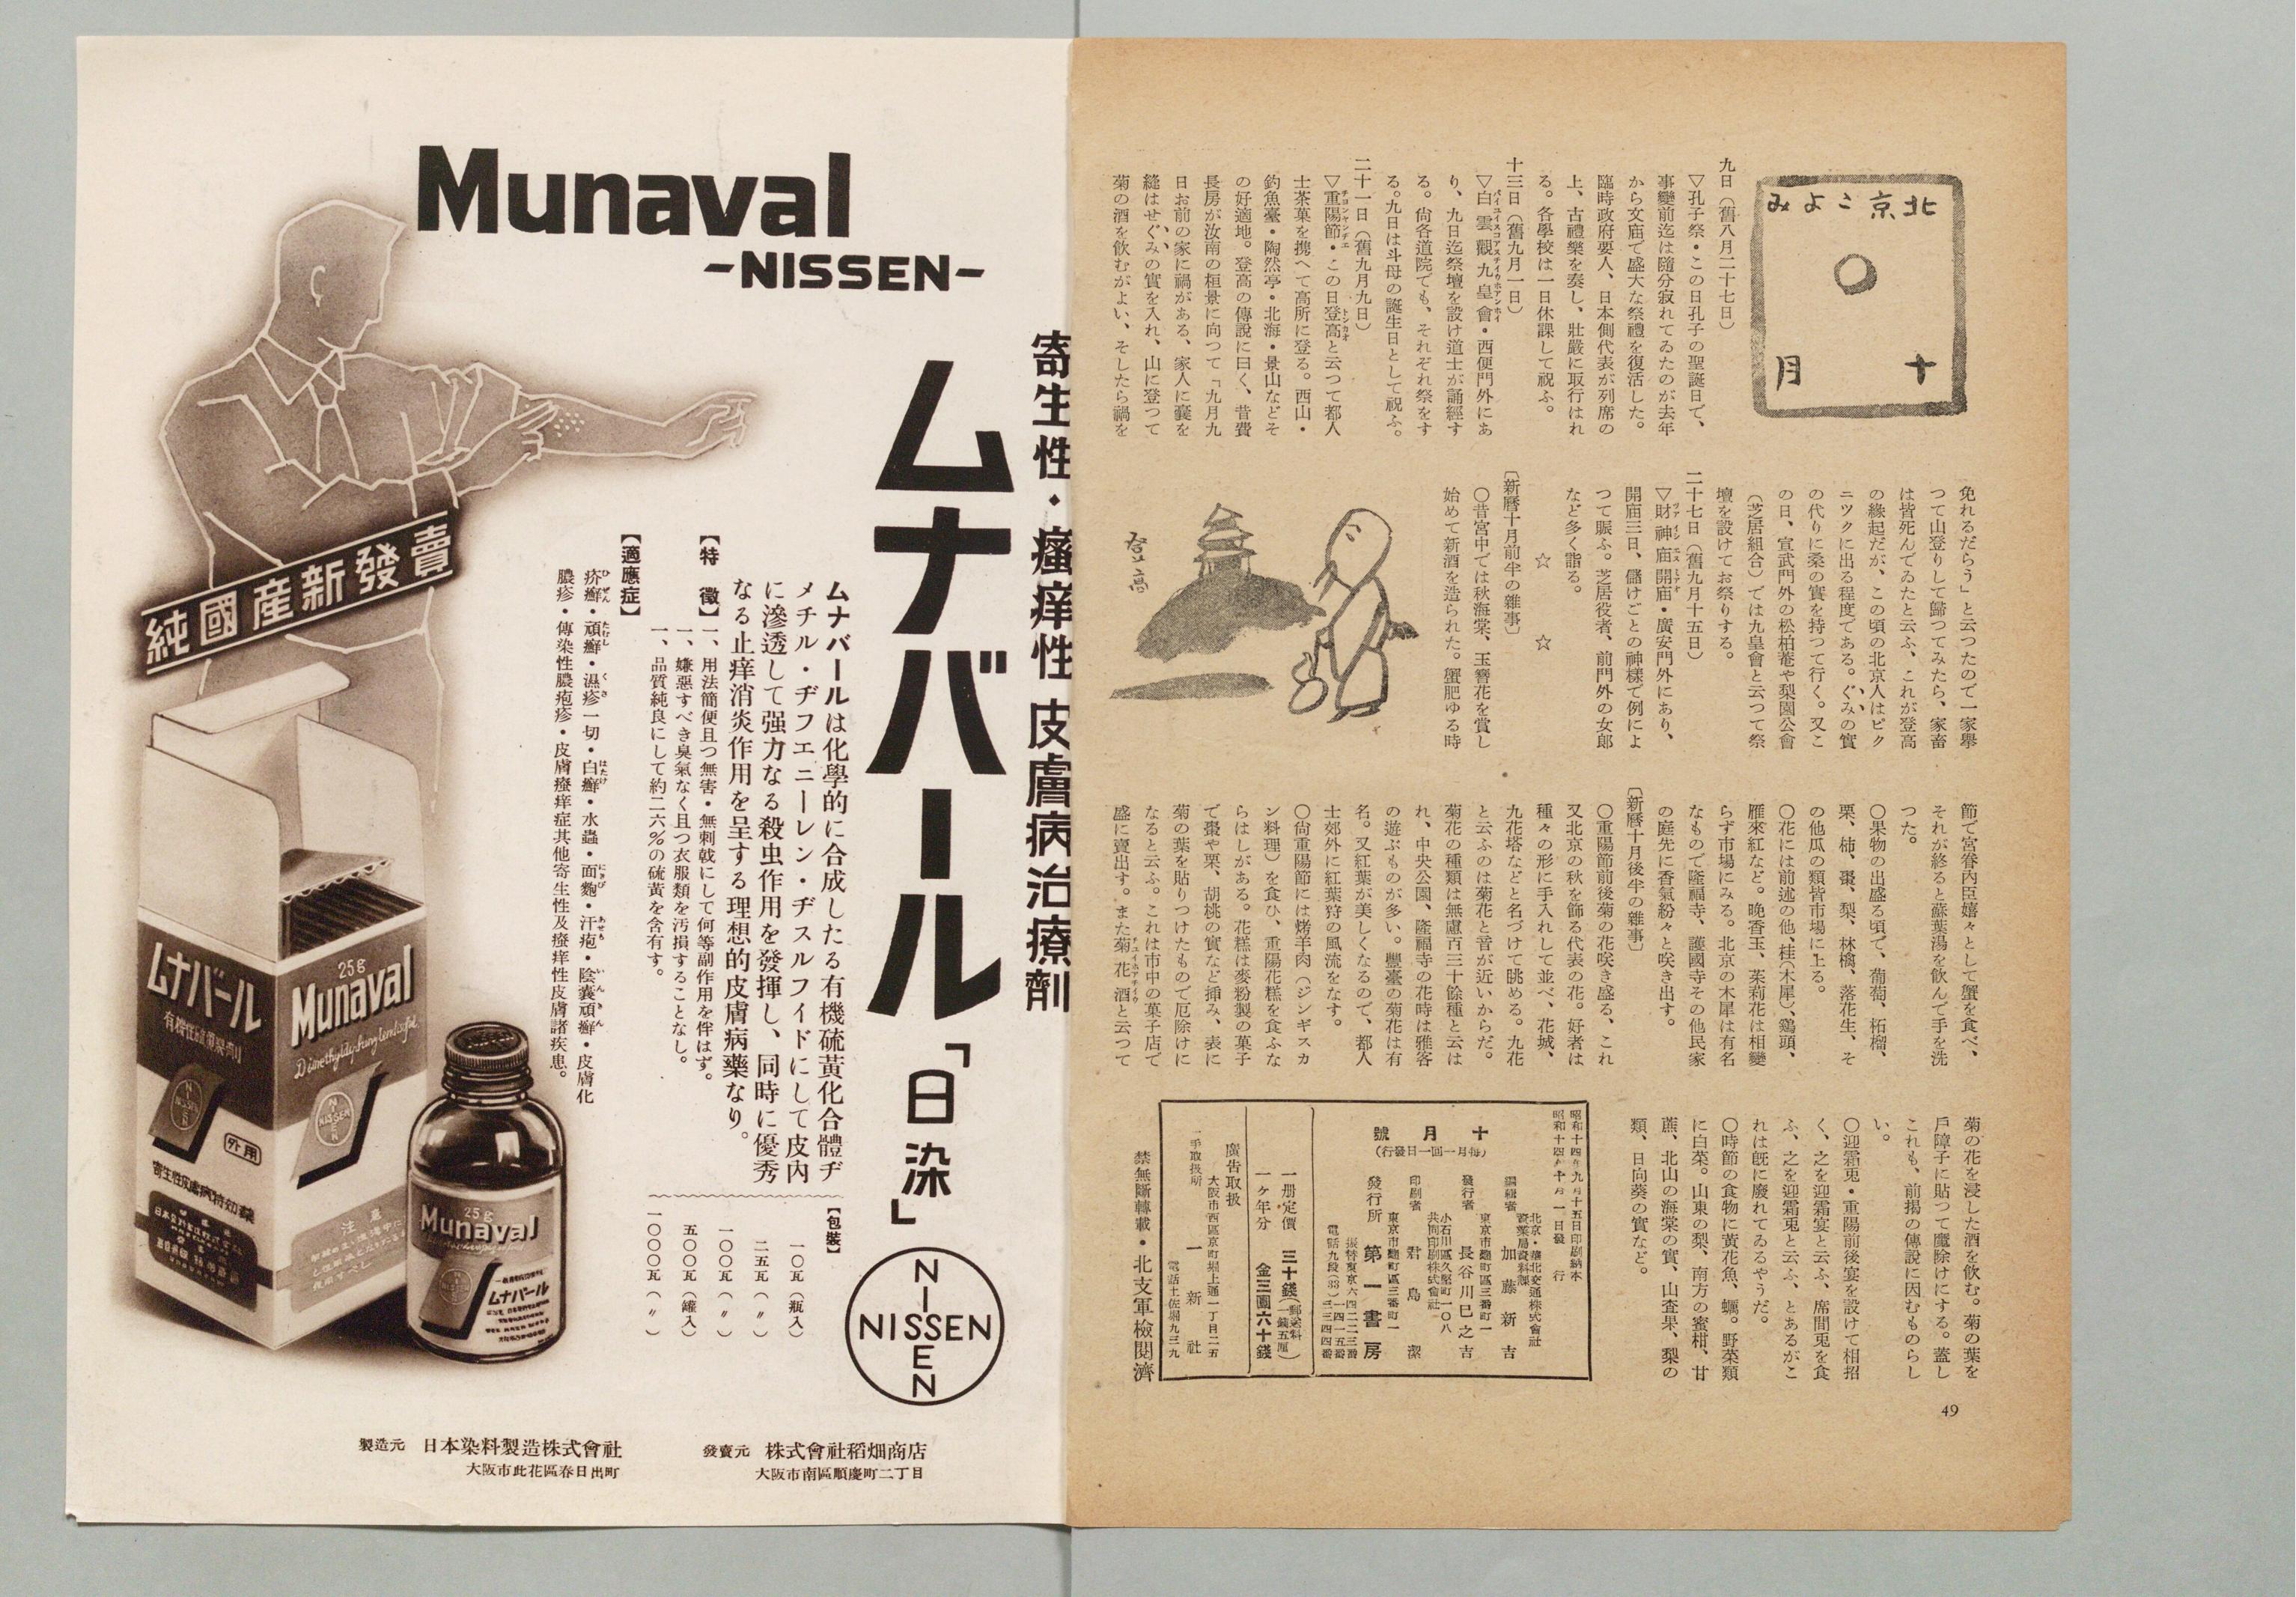 北京こよみ
十月
九日(舊八月二十七日)
▽孔子祭・この日孔子の聖誕日で、
事變前迄は隨分寂れてゐたのが去年
から文庙で盛大な祭禮を復活した。
臨時政府要人、日本側代表が列席の
上、古禮樂を奏し、壯嚴に取行はれ
る。各學校は一日休課して祝ふ。
十三日(舊九月一日)
▽白雲觀九皇會・西便門外にあ
り、九日迄祭壇を設け道士が誦經す
る。尙各道院でも、それぞれ祭をす
る。九日は斗母の誕生日として祝ふ。
二十一日(舊九月九日)
▽重陽節・この日登高と云つて都人
士茶菓を携へて高所に登る。西山・
釣魚臺・陶然亭・北海・景山などそ
の好適地。登高の傳說に曰く、昔費
長房が汝南の桓景に向つて『九月九
日お前の家に禍がある、家人に囊を
縫はせぐみの實を入れ、山に登つて
菊の酒を飲むがよい、そしたら禍を
免れるだらう」と云つたので一家擧
つて山登りして歸つてみたら、家畜
は皆死んでゐたと云ふ、これが登高
の緣起だが、この頃の北京人はピク
ニツクに出る程度である。ぐみの實
の代りに棗の實を持つて行く。又こ
の日、宣武門外の松柏菴や梨園公會
(芝居組合)では九皇會と云つて祭
壇を設けてお祭りする。
二十七日(舊九月十五日)
▽財神庙開庙・廣安門外にあり、
開庙三日、儲けごとの神樣で例によ
つて賑ふ。芝居役者、前門外の女郎
など多く詣る。
☆ ☆
〔新曆十月前半の雜事〕
〇昔宮中では秋海棠、玉簪花を賞し
始めて新酒を造られた。蟹肥ゆる時
登高
節で宮眷內臣嬉々として蟹を食べ、
それが終ると蘇葉湯を飲んで手を洗
つた。
〇果物の出盛る頃で、葡萄、柘榴、
栗、柿、棗、梨、林檎、落花生、そ
の他瓜の類皆市場に上る。
〇花には前述の他、桂(木犀)、鷄頭、
雁來紅など。晩香玉、茉莉花は相變
らず市場にみる。北京の木犀は有名
なもので隆福寺、護國寺その他民家
の庭先に香氣紛々と咲き出す。
〔新曆十月後半の雜事〕
〇重陽節前後菊の花咲き盛る、これ
又北京の秋を飾る代表の花。好者は
種々の形に手入れして並べ、花城、
九花塔などと名づけて眺める。九花
と云ふのは菊花と音が近いからだ。
菊花の種類は無慮百三十餘種と云は
れ、中央公園、隆福寺の花時は雅客
の遊ぶものが多い。豐臺の菊花は有
名。又紅葉が美しくなるので、都人
士郊外に紅葉狩の風流をなす。
〇尙重陽節には烤羊肉(ジンギスカ
ン料理)を食ひ、重陽花糕を食ふな
らはしがある。花糕は麥粉製の菓子
で棗や栗、胡桃の實など揷み、表に
菊の葉を貼りつけたもので厄除けに
なると云ふ。これは市中の菓子店で
盛に賣出す。また菊花酒と云つて
菊の花を浸した酒を飲む。菊の葉を
戶障子に貼つて魔除けにする。蓋し
これも、前揭の傳說に因むものらし
い。
〇迎霜兎・重陽前後宴を設けて相招
く、之を迎霜宴と云ふ、席間兎を食
ふ、之を迎霜兎と云ふ、とあるがこ
れは旣に廢れてゐるやうだ。
〇時節の食物に黃花魚、蠣。野菜類
に白菜。山東の梨、南方の蜜柑、甘
蔗、北山の海棠の實、山査果、梨の
類、日向葵の實など。
昭和十四年九月十五日印刷納本
昭和十四年十月一日發行
十月號
(每月一回一日發行)
北京・華北交通株式會社
資業局資料課
編輯者 加藤新吉
東京市麴町區三番町一
發行者 長谷川巳之吉
小石川區久堅町一〇八
共同印刷株式會社
印刷者 君島潔
東京市麴町區三番町一
發行所 第一書房
振替東京六四二二三番
電話九段(33)
一册定價 三十錢(郵送料一錢五厘)
一ケ年分 金三圓六十錢
廣告取扱
大阪市西區京町堀上通一丁目二五
一手取扱所 一新社
電話土佐堀九三九
禁無斷轉載・北支軍檢閱濟
49
Munaval
-NISSEN-
寄生性・瘙痒性 皮膚病治療劑
ムナバール「日染」
NISSEN
NISSEN
ムナバールは化學的に合成したる有機硫黃化合體ヂ
メチル・ヂフエニーレン・ヂスルフイドにして皮內
に滲透して强力なる殺虫作用を發揮し、同時に優秀
なる止痒消炎作用を呈する理想的皮膚病藥なり。
【特徵】
一、用法簡便且つ無害・無刺戟にして何等副作用を伴はず。
一、嫌惡すべき臭氣なく且つ衣服類を汚損することなし。
一、品質純良にして約二六%の硫黃を含有す。
【適應症】
疥癬・頑癬・濕疹一切・白癬・水蟲・面皰・汗疱・陰囊頑癬・皮膚化
膿疹・傳染性膿疱疹・皮膚瘙痒症其他寄生性及瘙痒性皮膚諸疾患。
【包裝】
一〇瓦(瓶入)
二五瓦(〃)
一〇〇瓦(〃)
五〇〇瓦(罐入)
一〇〇〇瓦(〃)
純國產新發賣
ムナバール
有機性硫黃製劑
25g
Munaval
NISSEN
外用
寄生性皮膚病特効藥
注意
25g
Munaval
ムナバール
製造元 日本染料製造株式會社
大阪市此花區春日出町
發賣元 株式會社稻畑商店
大阪市南區順慶町二丁目